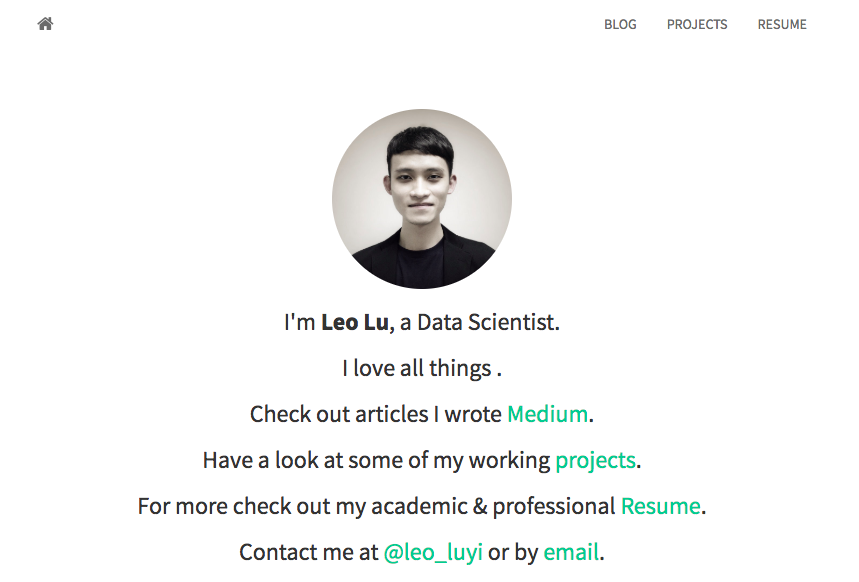 BLOG PROJECTS RESUME
I'm Leo Lu, a Data Scientist.
I love all things .
Check out articles I wrote Medium.
Have a look at some of my working projects.
For more check out my academic & professional Resume.
Contact me at @leo_luyi or by email.